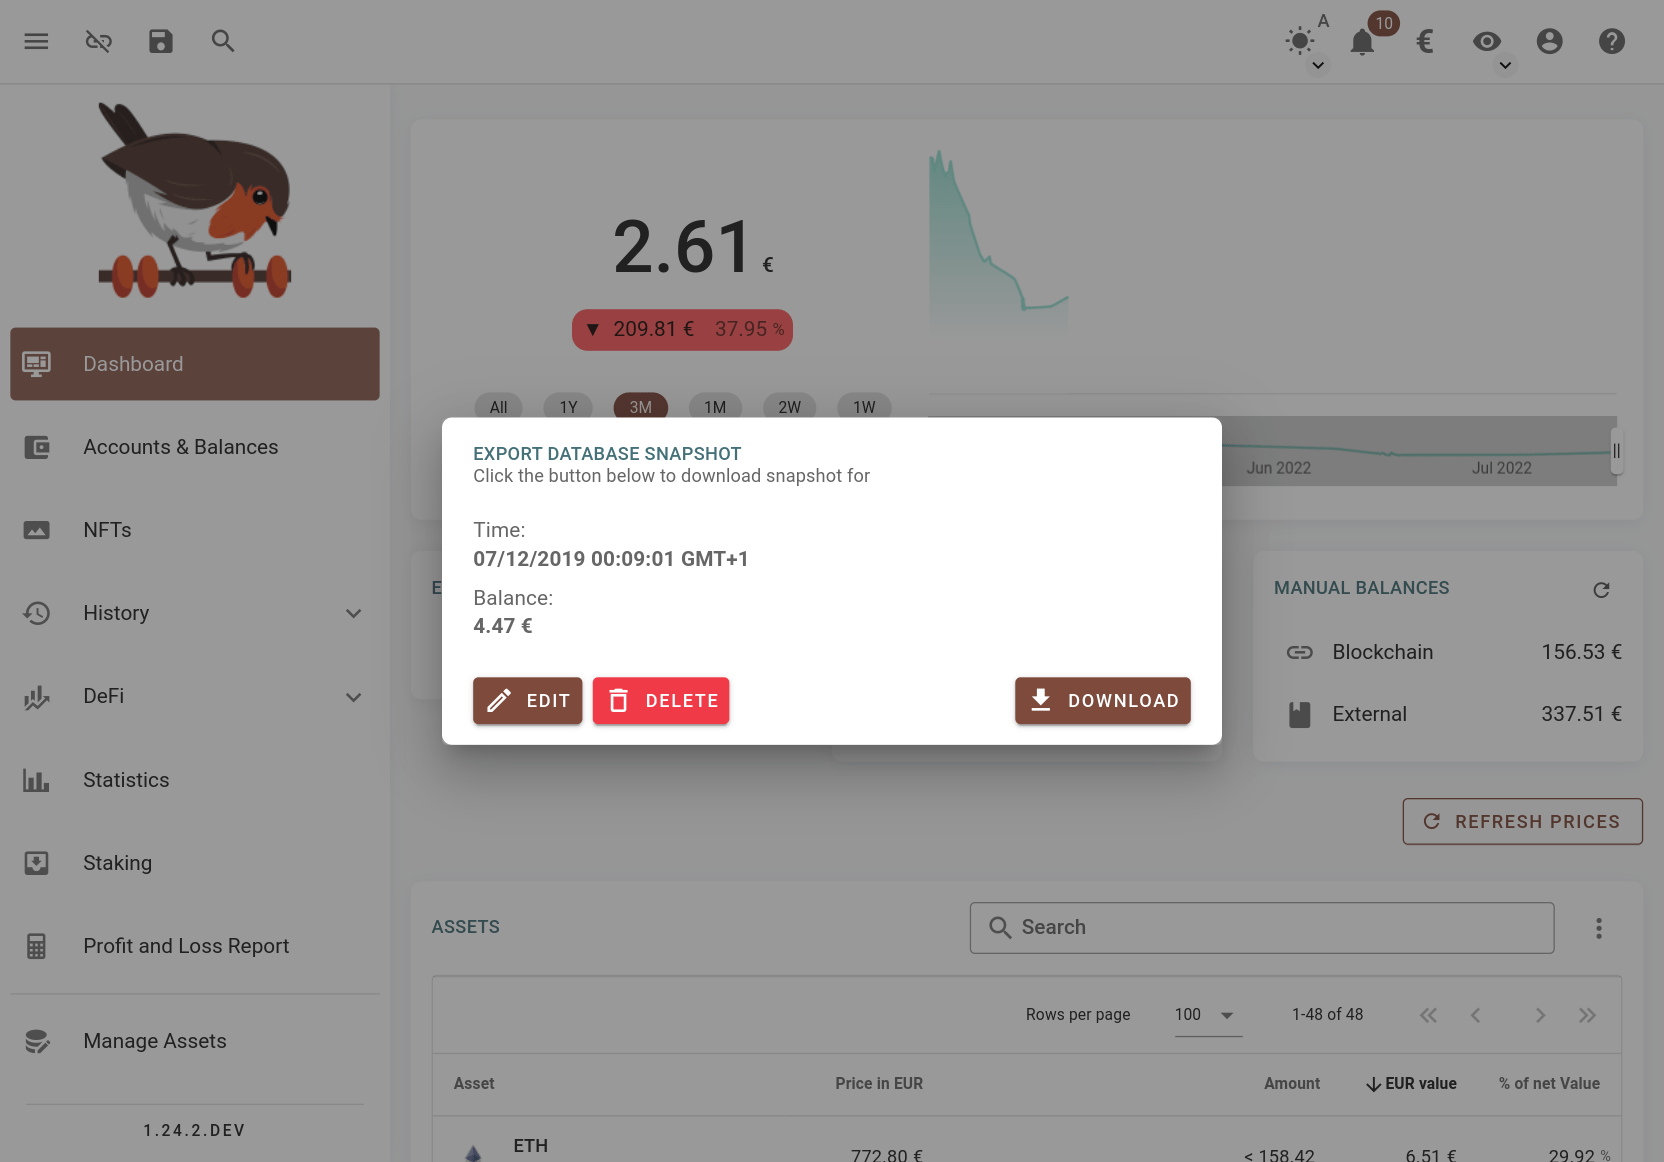 A
10
€
2.61 €
▼ 209.81 € 37.95 %
All 1Y 3M 1M 2W 1W
Dashboard
Accounts & Balances
NFTs
History
DeFi
Statistics
Staking
Profit and Loss Report
Manage Assets
1.24.2.DEV
Jun 2022 Jul 2022
EXPORT DATABASE SNAPSHOT
Click the button below to download snapshot for
Time:
07/12/2019 00:09:01 GMT+1
Balance:
4.47 €
EDIT DELETE DOWNLOAD
MANUAL BALANCES
Blockchain 156.53 €
External 337.51 €
REFRESH PRICES
ASSETS
Search
Rows per page 100 1-48 of 48
Asset Price in EUR Amount EUR value % of net Value
ETH
772.80 € < 158.42 6.51 € 29.92 %